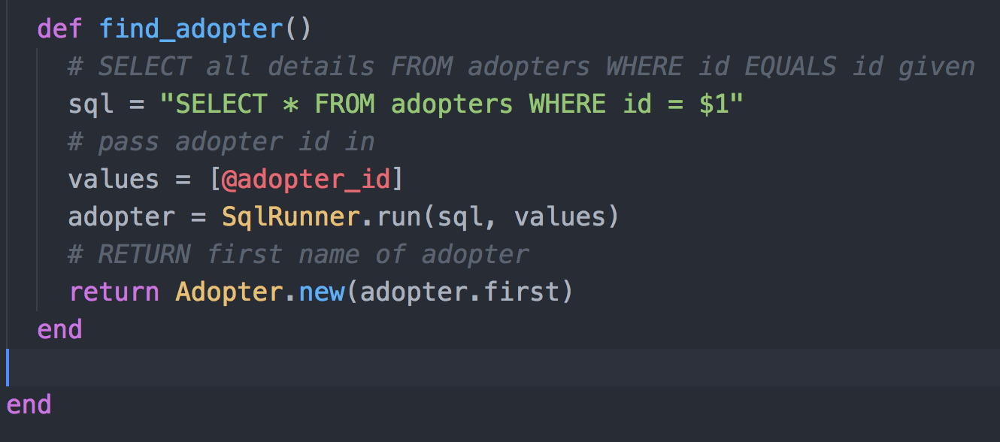 def find_adopter()
# SELECT all details FROM adopters WHERE id EQUALS id given
sql = "SELECT * FROM adopters WHERE id = $1"
# pass adopter id in
values = [@adopter_id]
adopter = SqlRunner.run(sql, values)
# RETURN first name of adopter
return Adopter.new(adopter.first)
end
end